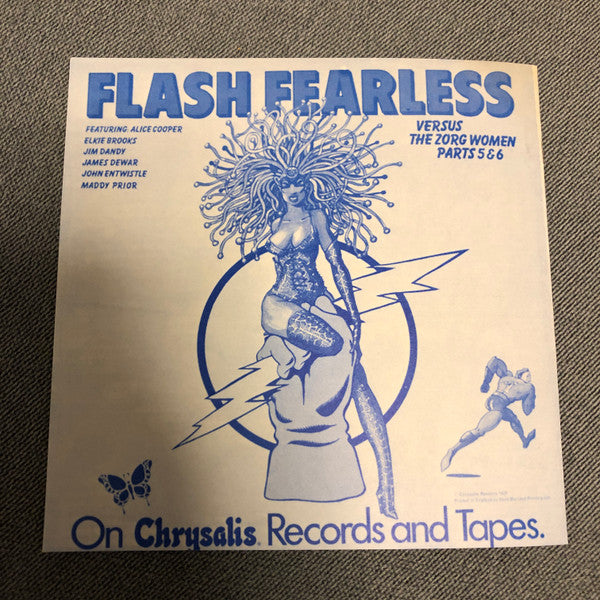 FLASH FEARLESS
FEATURING: ALICE COOPER
ELKIE BROOKS
JIM DANDY
JAMES DEWAR
JOHN ENTWISTLE
MADDY PRIOR
VERSUS
THE ZORG WOMEN
PARTS 5 & 6
On Chrysalis Records and Tapes.